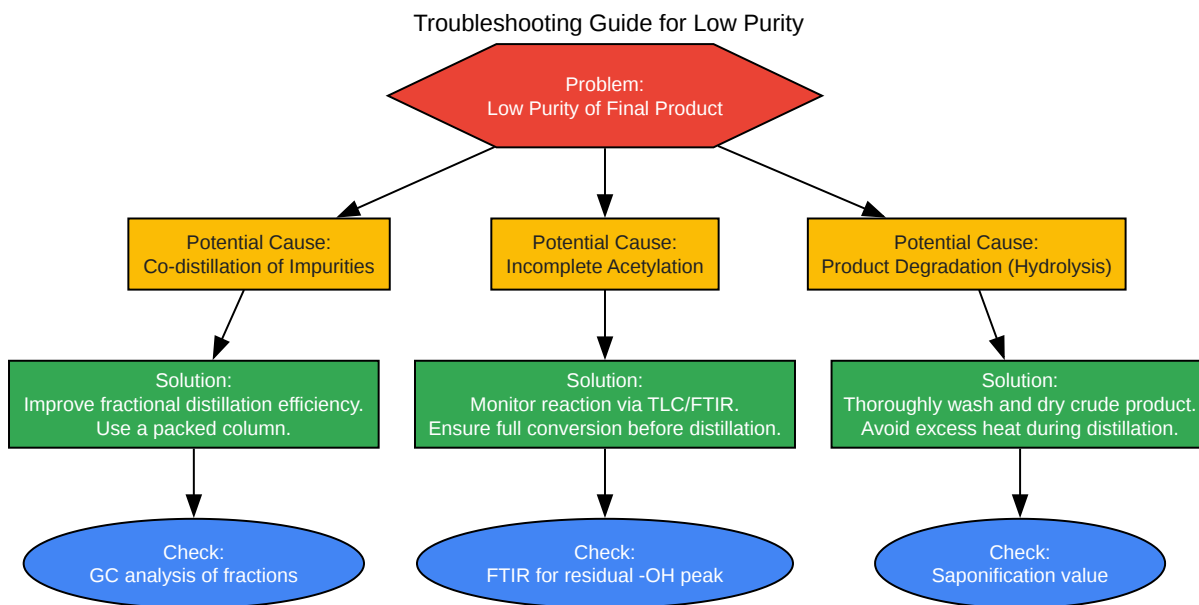 Troubleshooting Guide for Low Purity
Problem:
Low Purity of Final Product
Potential Cause:
Co-distillation of Impurities
Potential Cause:
Incomplete Acetylation
Potential Cause:
Product Degradation (Hydrolysis)
Solution:
Improve fractional distillation efficiency.
Use a packed column.
Solution:
Monitor reaction via TLC/FTIR.
Ensure full conversion before distillation.
Solution:
Thoroughly wash and dry crude product.
Avoid excess heat during distillation.
Check:
GC analysis of fractions
Check:
FTIR for residual -OH peak
Check:
Saponification value